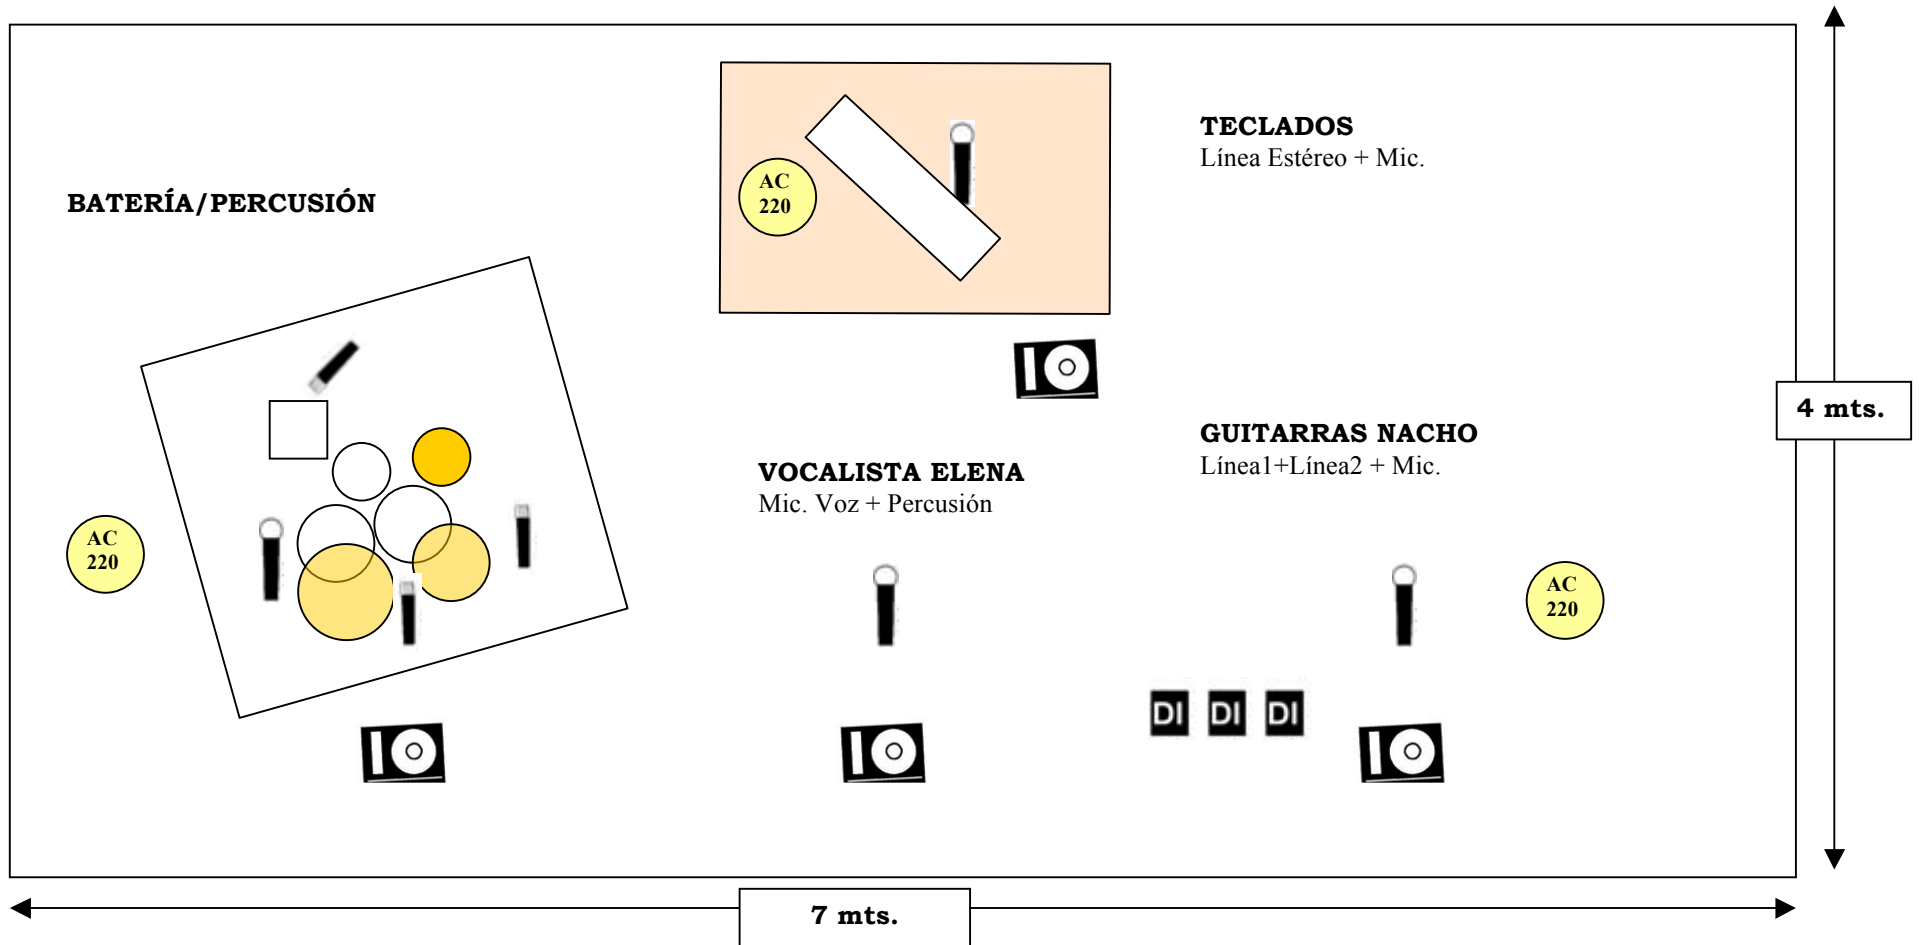 TECLADOS
Línea Estéreo + Mic.
AC
220
BATERÍA/PERCUSIÓN
4 mts.
GUITARRAS NACHO
Línea1+Línea2 + Mic.
VOCALISTA ELENA
Mic. Voz + Percusión
AC
220
AC
220
DI DI DI
7 mts.